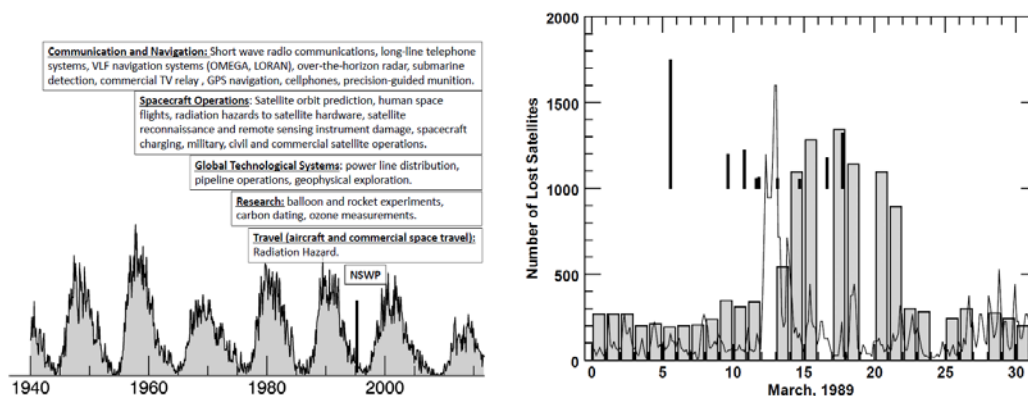 Communication and Navigation: Short wave radio communications, long-line telephone
systems, VLF navigation systems (OMEGA, LORAN), over-the-horizon radar, submarine
detection, commercial TV relay , GPS navigation, cellphones, precision-guided munition.
Spacecraft Operations: Satellite orbit prediction, human space
flights, radiation hazards to satellite hardware, satellite
reconnaissance and remote sensing instrument damage, spacecraft
charging, military, civil and commercial satellite operations.
Global Technological Systems: power line distribution,
pipeline operations, geophysical exploration.
Research: balloon and rocket experiments,
carbon dating, ozone measurements.
Travel (aircraft and commercial space travel):
Radiation Hazard.
NSWP
1940
1960
1980
2000
Number of Lost Satellites
2000
1500
1000
500
0
0
5
10
15
20
25
30
March, 1989